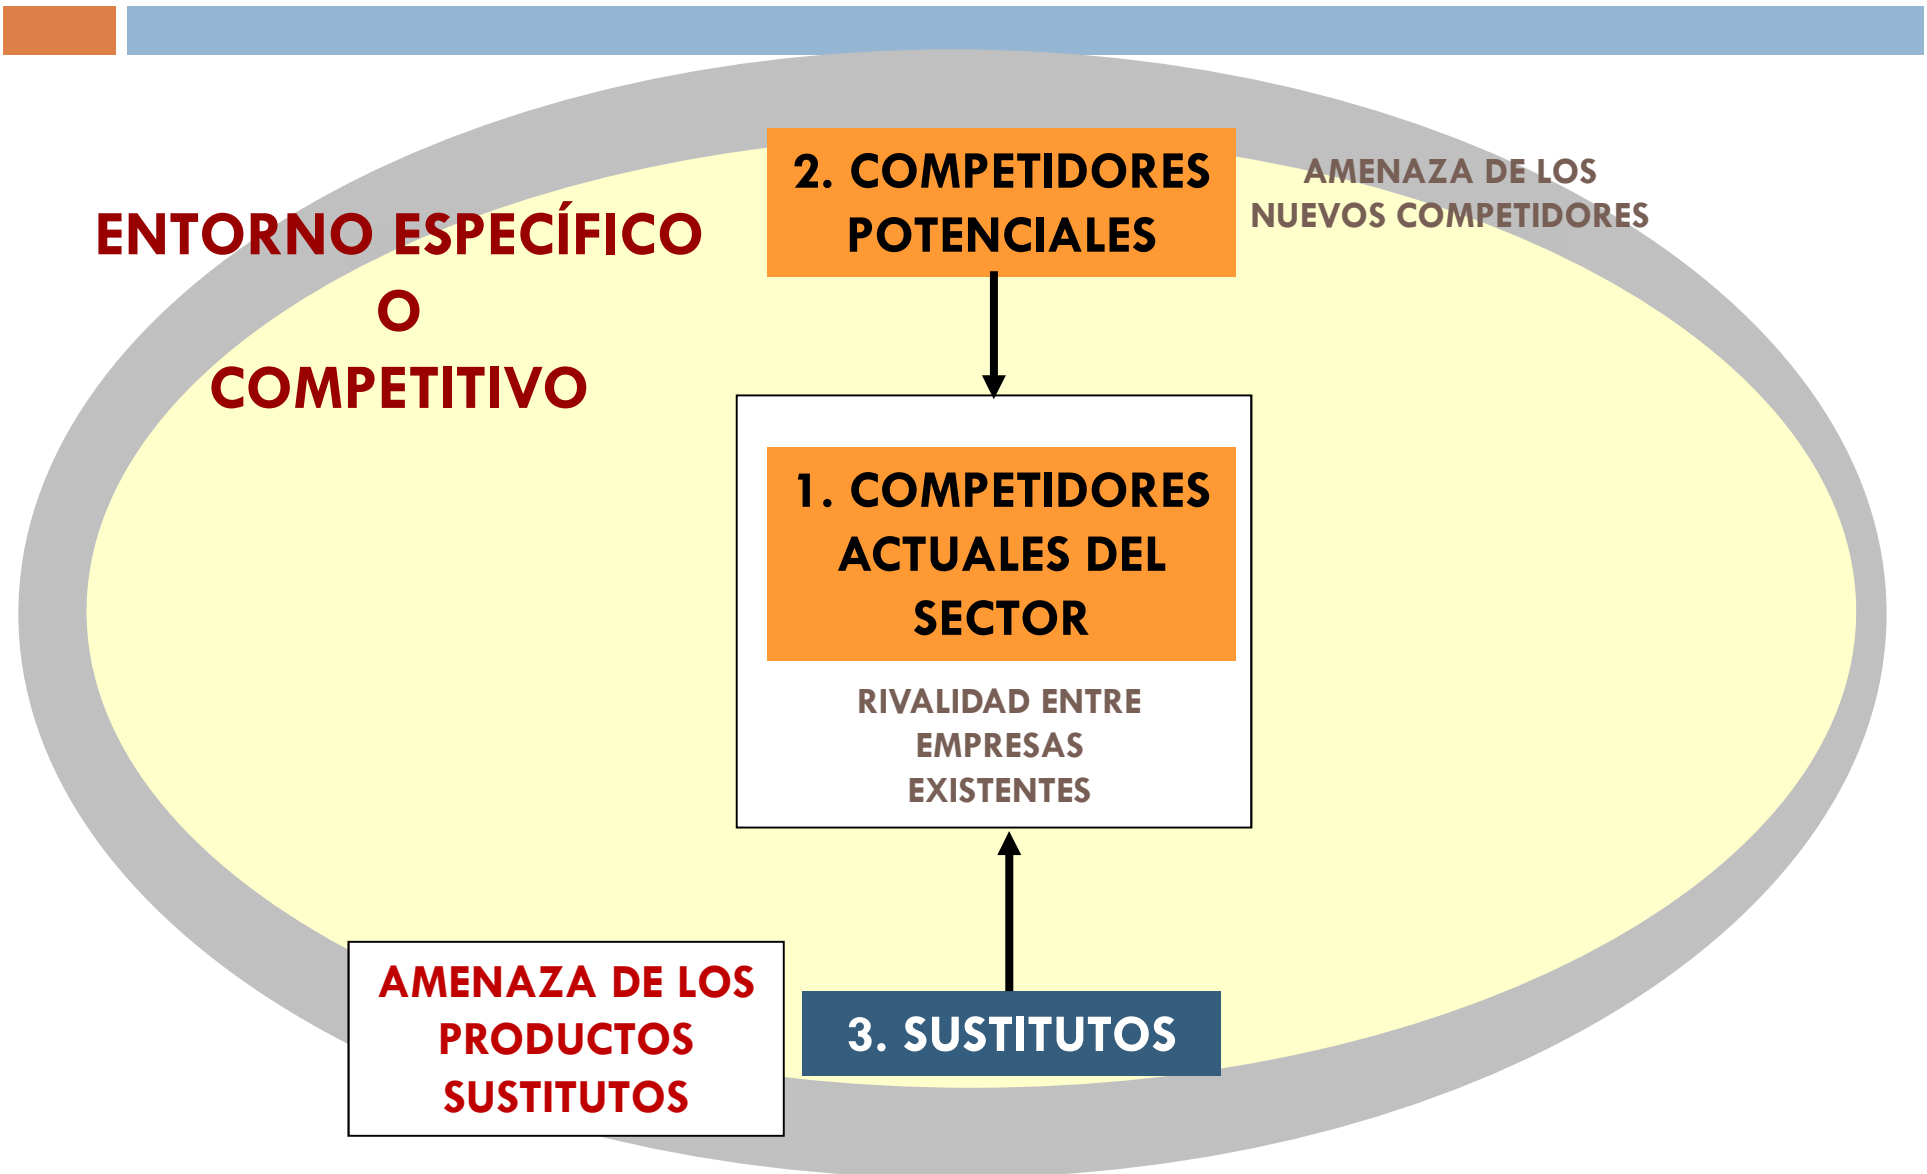 2. COMPETIDORES
POTENCIALES
AMENAZA DE LOS
NUEVOS COMPETIDORES
ENTORNO ESPECÍFICO
O
COMPETITIVO
1. COMPETIDORES
ACTUALES DEL
SECTOR
RIVALIDAD ENTRE
EMPRESAS
EXISTENTES
AMENAZA DE LOS
PRODUCTOS
SUSTITUTOS
3. SUSTITUTOS